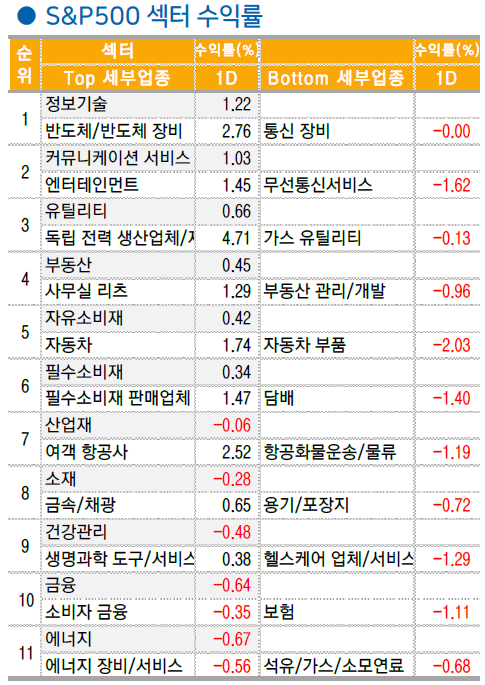 ● S&P500 섹터 수익률
순위 섹터 수익률(%) 수익률(%)
Top 세부업종 1D Bottom 세부업종 1D
1 정보기술 1.22
반도체/반도체 장비 2.76 통신 장비 -0.00
2 커뮤니케이션 서비스 1.03
엔터테인먼트 1.45 무선통신서비스 -1.62
3 유틸리티 0.66
독립 전력 생산업체/ 4.71 가스 유틸리티 -0.13
4 부동산 0.45
사무실 리츠 1.29 부동산 관리/개발 -0.96
5 자유소비재 0.42
자동차 1.74 자동차 부품 -2.03
6 필수소비재 0.34
필수소비재 판매업체 1.47 담배 -1.40
7 산업재 -0.06
여객 항공사 2.52 항공화물운송/물류 -1.19
8 소재 -0.28
금속/채광 0.65 용기/포장지 -0.72
9 건강관리 -0.48
생명과학 도구/서비스 0.38 헬스케어 업체/서비스 -1.29
10 금융 -0.64
소비자 금융 -0.35 보험 -1.11
11 에너지 -0.67
에너지 장비/서비스 -0.56 석유/가스/소모연료 -0.68